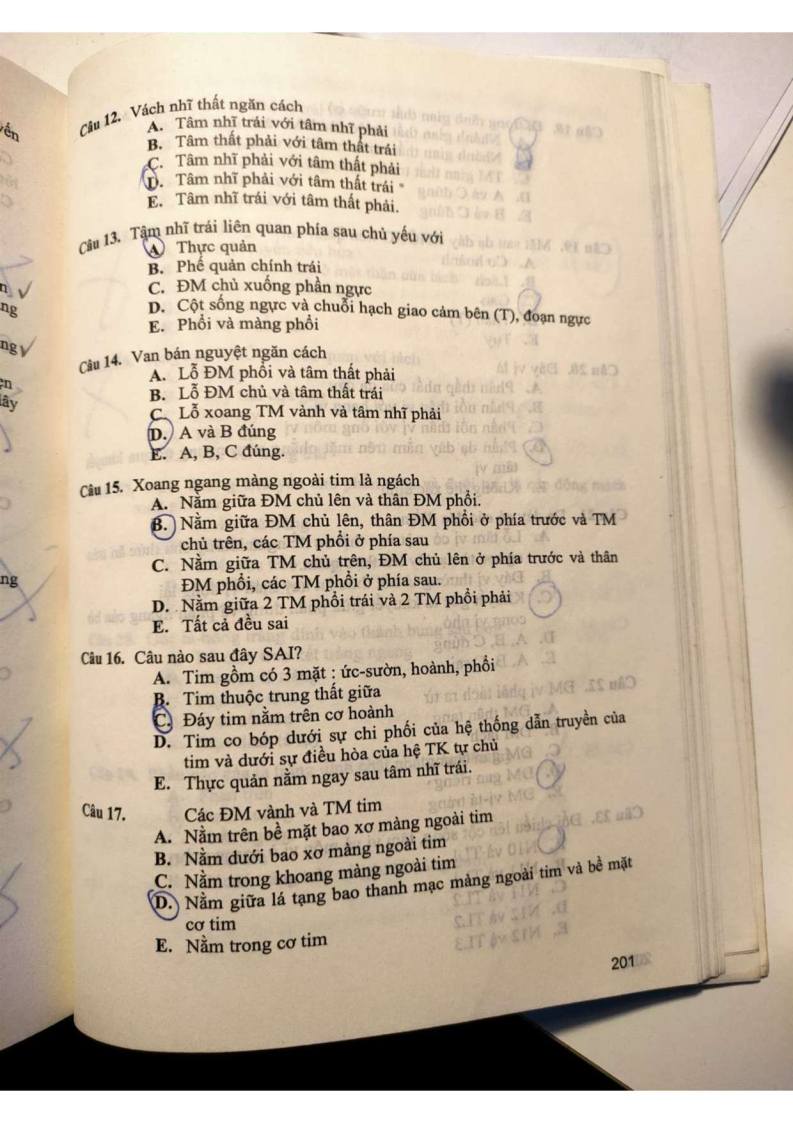 yến
n
ng
ng
ẹn
lây
ng
Câu 12. Vách nhĩ thất ngăn cách
A. Tâm nhĩ trái với tâm nhĩ phải
B. Tâm thất phải với tâm thất trái
C. Tâm nhĩ phải với tâm thất phải
D. Tâm nhĩ phải với tâm thất trái
E. Tâm nhĩ trái với tâm thất phải.
Câu 13. Tâm nhĩ trái liên quan phía sau chủ yếu với
A. Thực quản
B. Phế quản chính trái
C. ĐM chủ xuống phần ngực
D. Cột sống ngực và chuỗi hạch giao cảm bên (T), đoạn ngực
E. Phổi và màng phổi
Câu 14. Van bán nguyệt ngăn cách
A. Lỗ ĐM phổi và tâm thất phải
B. Lỗ ĐM chủ và tâm thất trái
C. Lỗ xoang TM vành và tâm nhĩ phải
D. A và B đúng
E. A, B, C đúng.
Câu 15. Xoang ngang màng ngoài tim là ngách
A. Nằm giữa ĐM chủ lên và thân ĐM phổi.
B. Nằm giữa ĐM chủ lên, thân ĐM phổi ở phía trước và TM
chủ trên, các TM phổi ở phía sau
C. Nằm giữa TM chủ trên, ĐM chủ lên ở phía trước và thân
ĐM phổi, các TM phổi ở phía sau.
D. Nằm giữa 2 TM phổi trái và 2 TM phổi phải
E. Tất cả đều sai
Câu 16. Câu nào sau đây SAI?
A. Tim gồm có 3 mặt : ức-sườn, hoành, phổi
B. Tim thuộc trung thất giữa
C. Đáy tim nằm trên cơ hoành
D. Tim co bóp dưới sự chi phối của hệ thống dẫn truyền của
tim và dưới sự điều hòa của hệ TK tự chủ
E. Thực quản nằm ngay sau tâm nhĩ trái.
Câu 17. Các ĐM vành và TM tim
A. Nằm trên bề mặt bao xơ màng ngoài tim
B. Nằm dưới bao xơ màng ngoài tim
C. Nằm trong khoang màng ngoài tim
D. Nằm giữa lá tạng bao thanh mạc màng ngoài tim và bề mặt
cơ tim
E. Nằm trong cơ tim
201